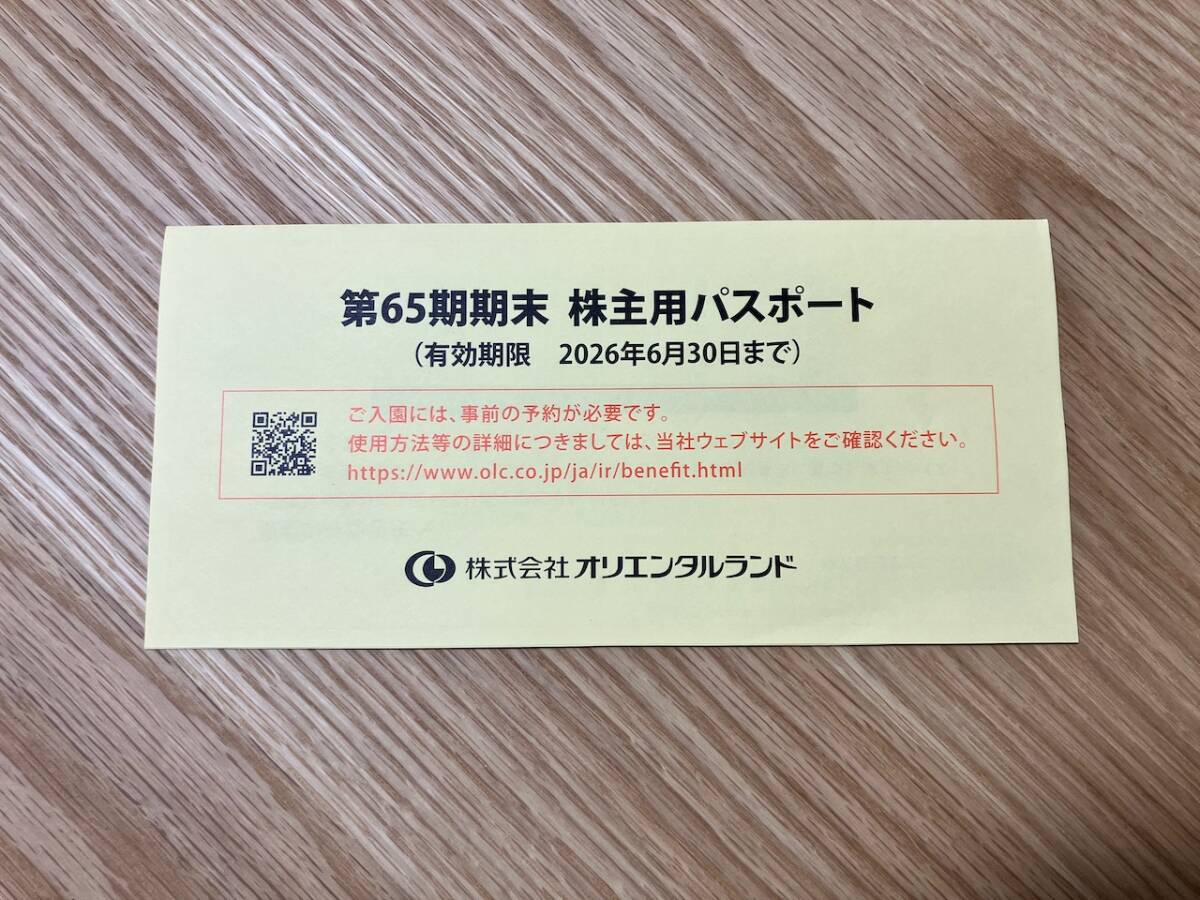 第65期期末 株主用パスポート
（有効期限 2026年6月30日まで）
ご入園には、事前の予約が必要です。
使用方法等の詳細につきましては、当社ウェブサイトをご確認ください。
https://www.olc.co.jp/ja/ir/benefit.html
株式会社オリエンタルランド